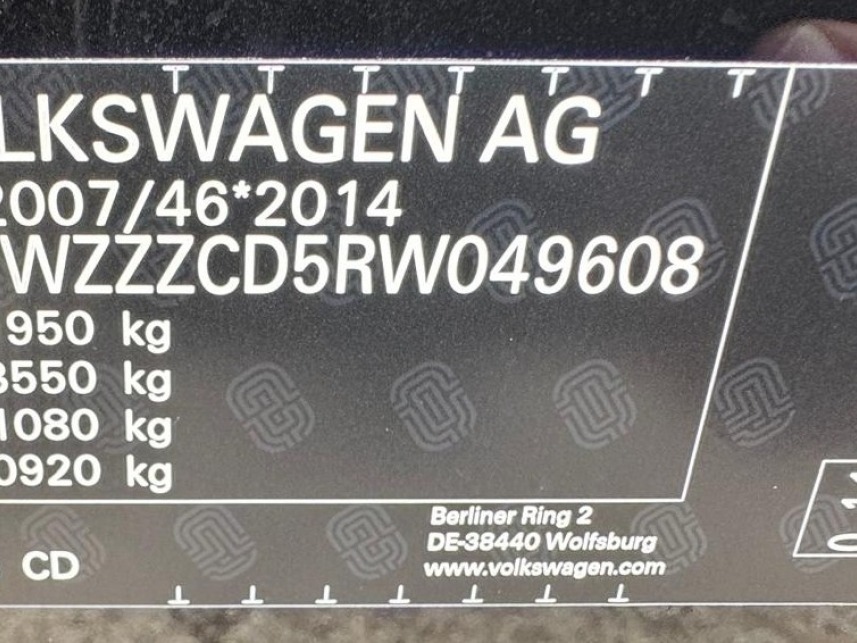 LKSWAGEN AG
2007/46*2014
WZZZCD5RW049608
950 kg
3550 kg
1080 kg
0920 kg
Berliner Ring 2
DE-38440 Wolfsburg
CD
www.volkswagen.com